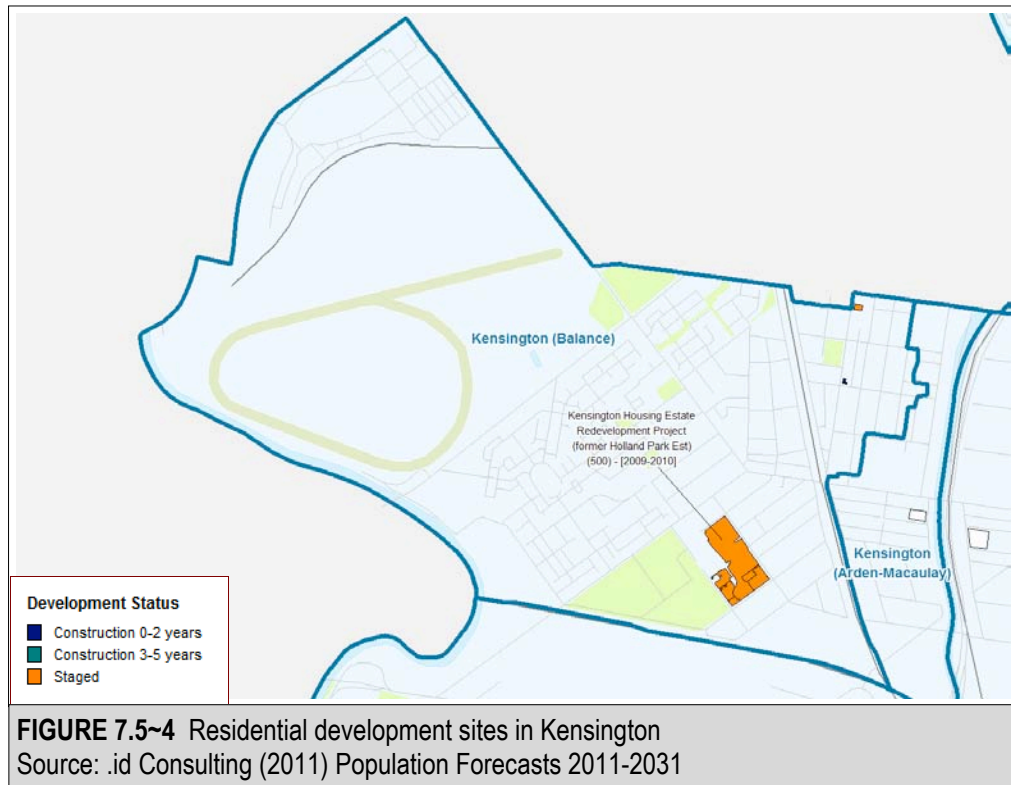 Kensington (Balance)
Kensington Housing Estate
Redevelopment Project
(former Holland Park Est)
(500) - [2009-2010]
Kensington
(Arden-Macaulay)
Development Status
Construction 0-2 years
Construction 3-5 years
Staged
FIGURE 7.5~4 Residential development sites in Kensington
Source: .id Consulting (2011) Population Forecasts 2011-2031